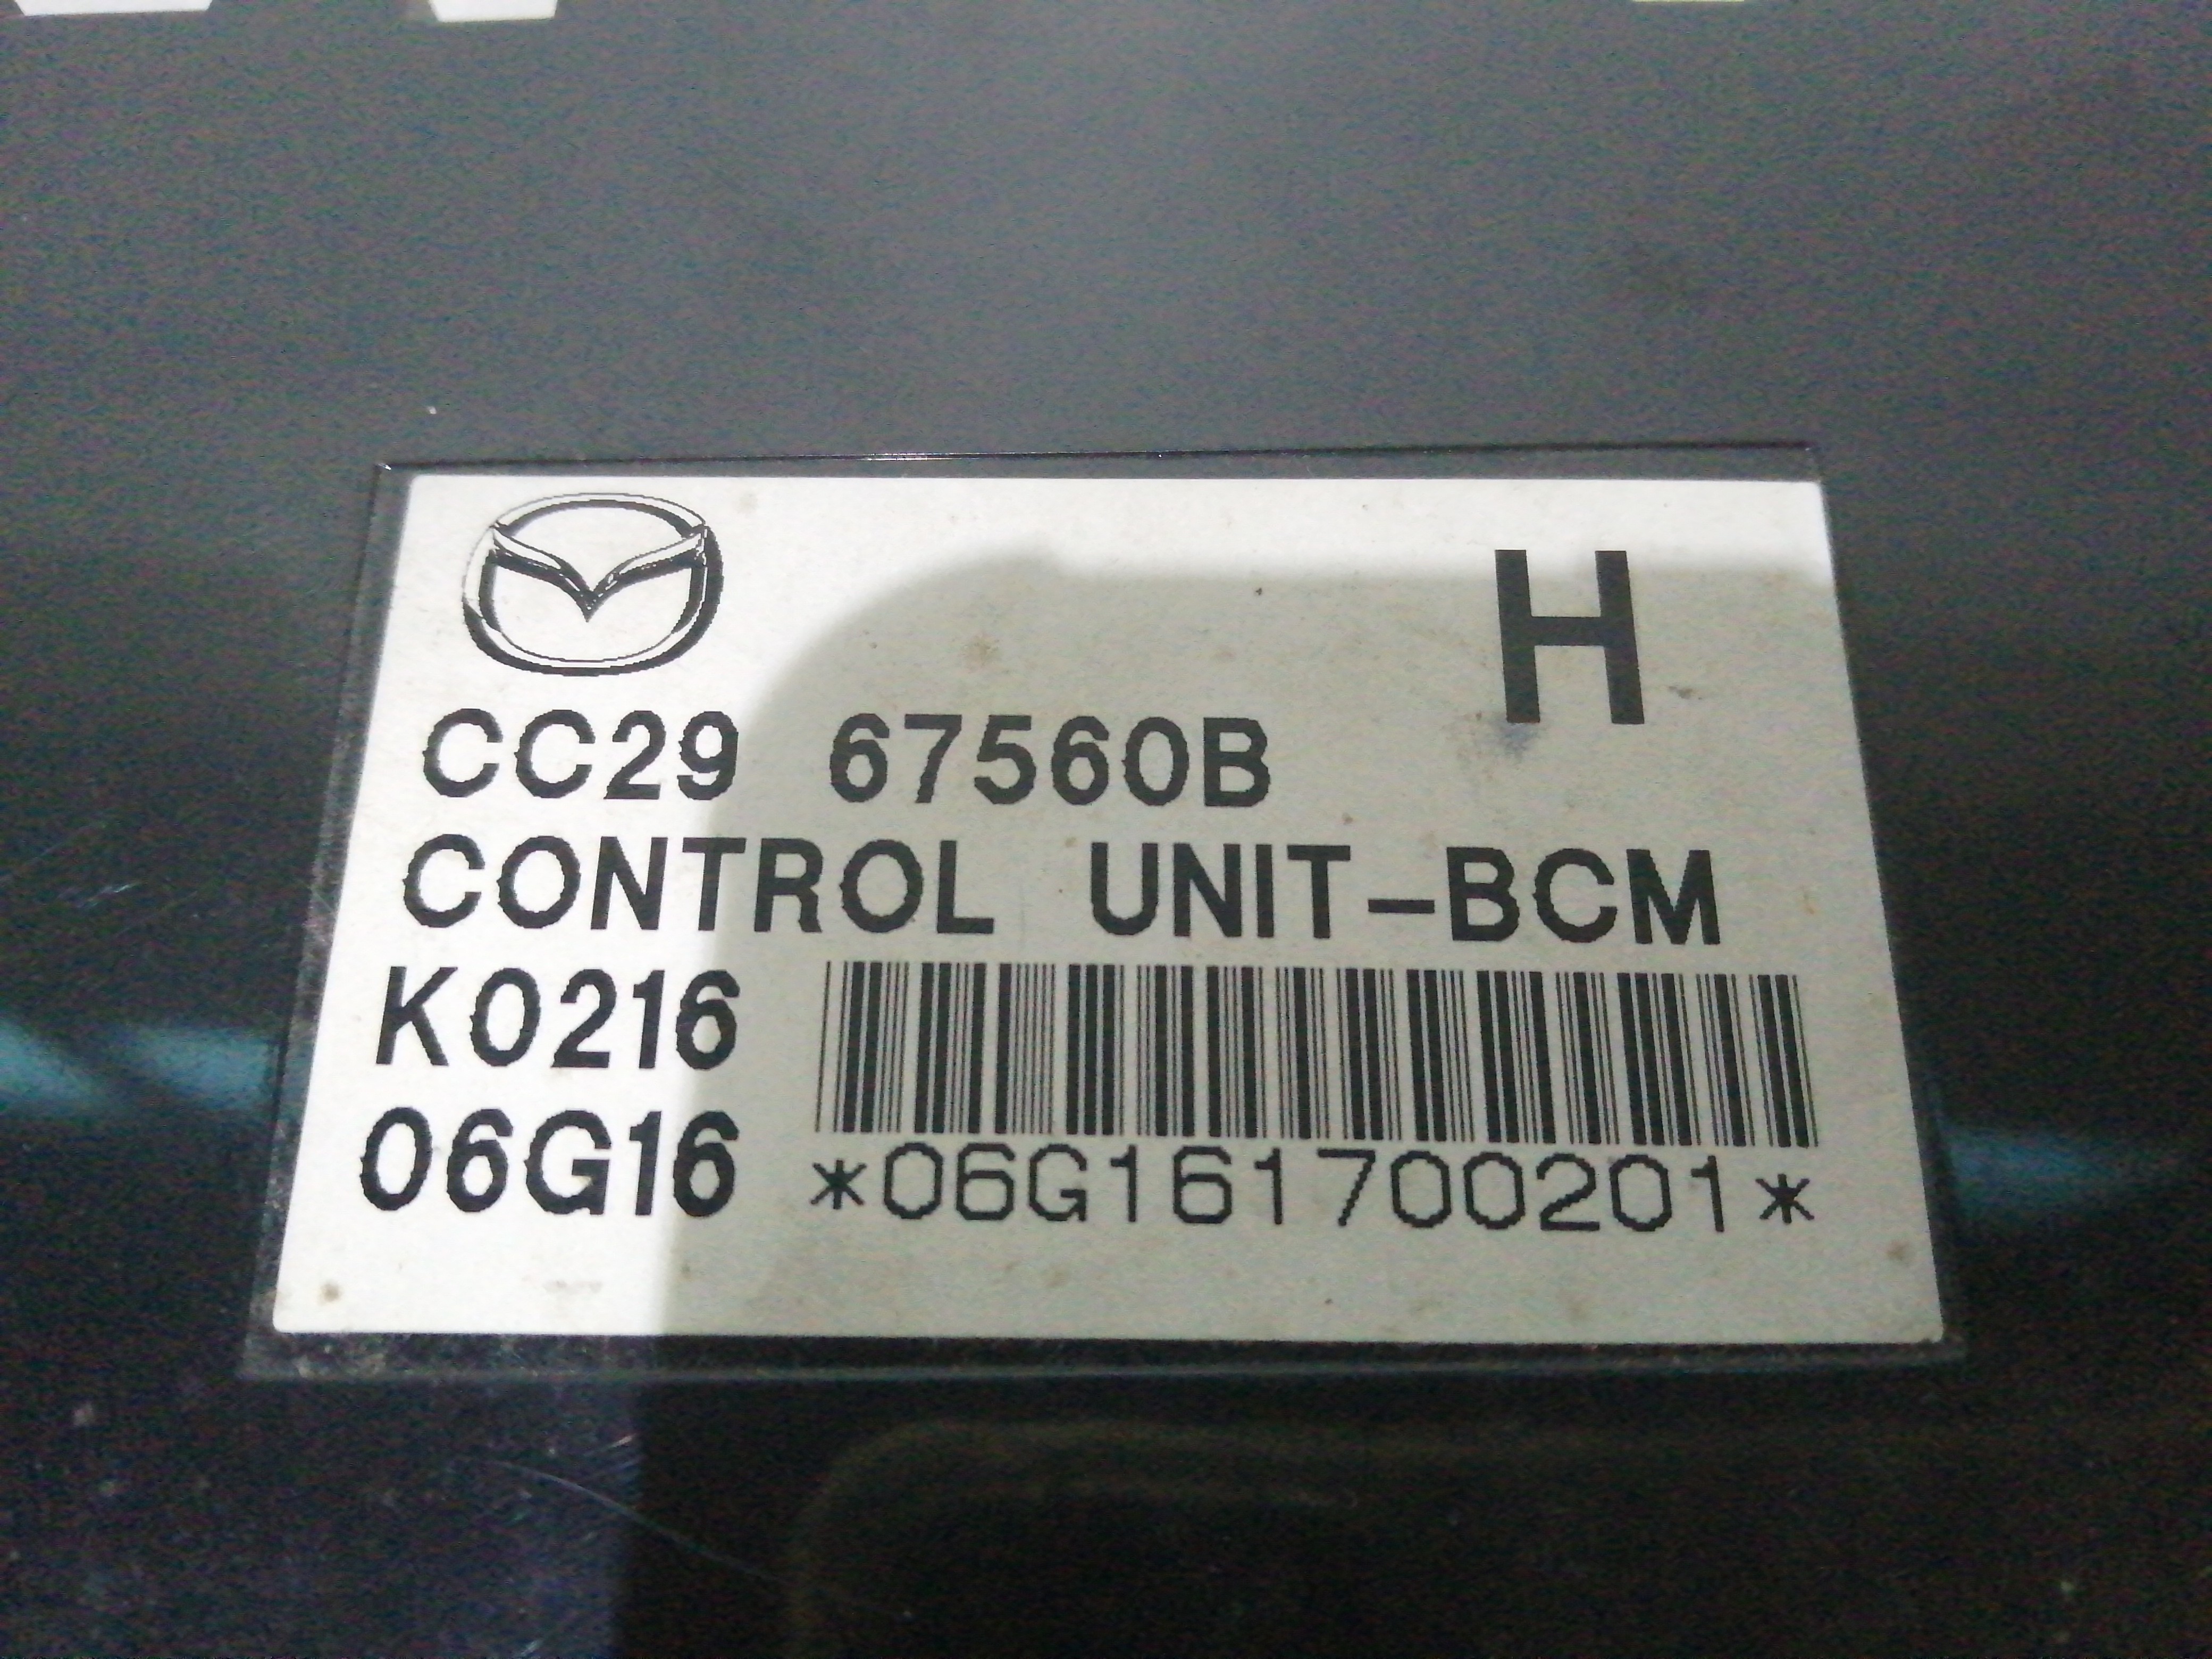 H
CC29 67560B
CONTROL UNIT-BCM
K0216
06G16 *06G161700201*